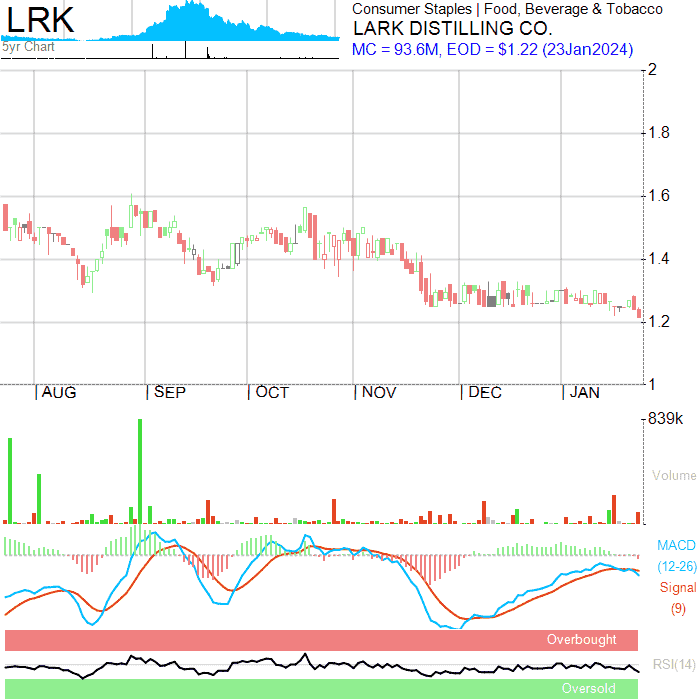 LRK
5yr Chart
Consumer Staples | Food, Beverage & Tobacco
LARK DISTILLING CO.
MC = 93.6M, EOD = $1.22 (23Jan2024)
2
1.8
1.6
1.4
1.2
1
AUG SEP OCT NOV DEC JAN
839k
Volume
MACD
(12-26)
Signal
(9)
Overbought
RSI(14)
Oversold